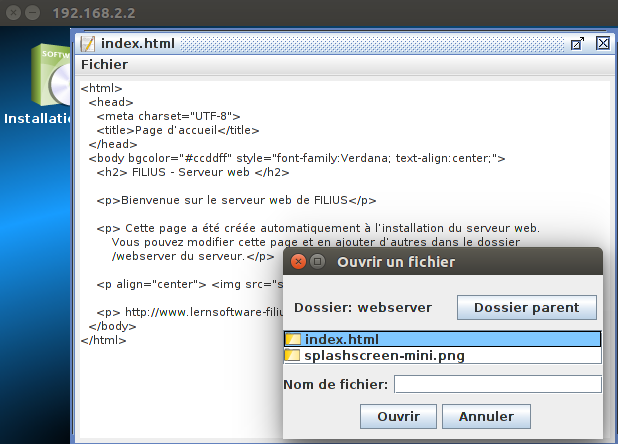 192.168.2.2
SOFTW
Installatio
index.html
Fichier
<html>
<head>
<meta charset="UTF-8">
<title>Page d'accueil</title>
</head>
<body bgcolor="#ccddff" style="font-family:Verdana; text-align:center;">
<h2> FILIUS - Serveur web </h2>
<p>Bienvenue sur le serveur web de FILIUS</p>
<p> Cette page a été créée automatiquement à l'installation du serveur web.
Vous pouvez modifier cette page et en ajouter d'autres dans le dossier
/webserver du serveur.</p>
<p align="center"> <img src="s
<p> http://www.lernsoftware-filiu
</body>
</html>
Ouvrir un fichier
Dossier: webserver
Dossier parent
index.html
splashscreen-mini.png
Nom de fichier:
Ouvrir
Annuler